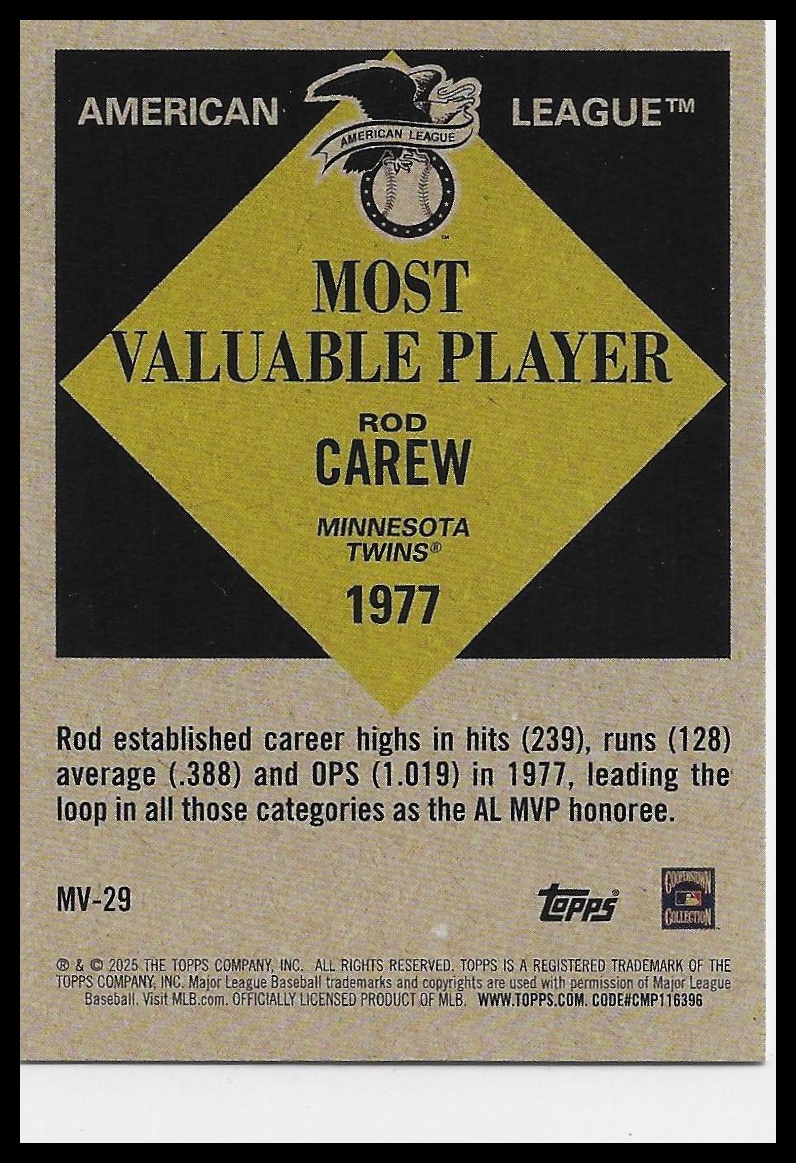 AMERICAN LEAGUE™
AMERICAN LEAGUE
™
MOST
VALUABLE PLAYER
ROD
CAREW
MINNESOTA
TWINS®
1977
Rod established career highs in hits (239), runs (128)
average (.388) and OPS (1.019) in 1977, leading the
loop in all those categories as the AL MVP honoree.
MV-29
topps®
COOPERSTOWN
COLLECTION
® & © 2025 THE TOPPS COMPANY, INC. ALL RIGHTS RESERVED. TOPPS IS A REGISTERED TRADEMARK OF THE
TOPPS COMPANY, INC. Major League Baseball trademarks and copyrights are used with permission of Major League
Baseball. Visit MLB.com. OFFICIALLY LICENSED PRODUCT OF MLB. WWW.TOPPS.COM. CODE#CMP116396